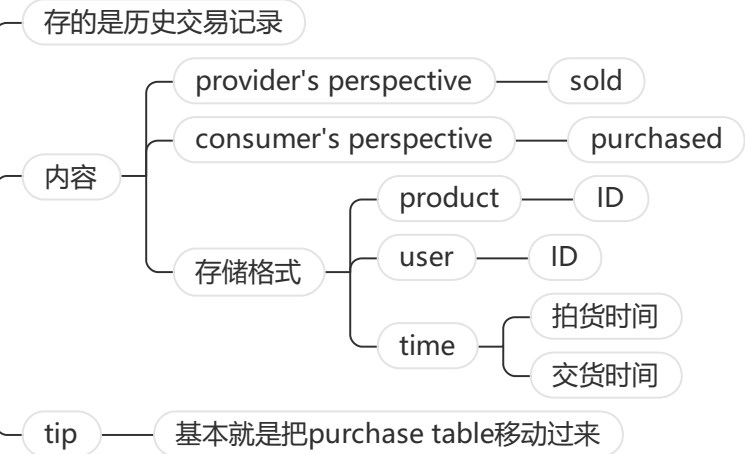 存的是历史交易记录
内容
provider's perspective
sold
consumer's perspective
purchased
存储格式
product
ID
user
ID
time
拍货时间
交货时间
tip
基本就是把purchase table移动过来